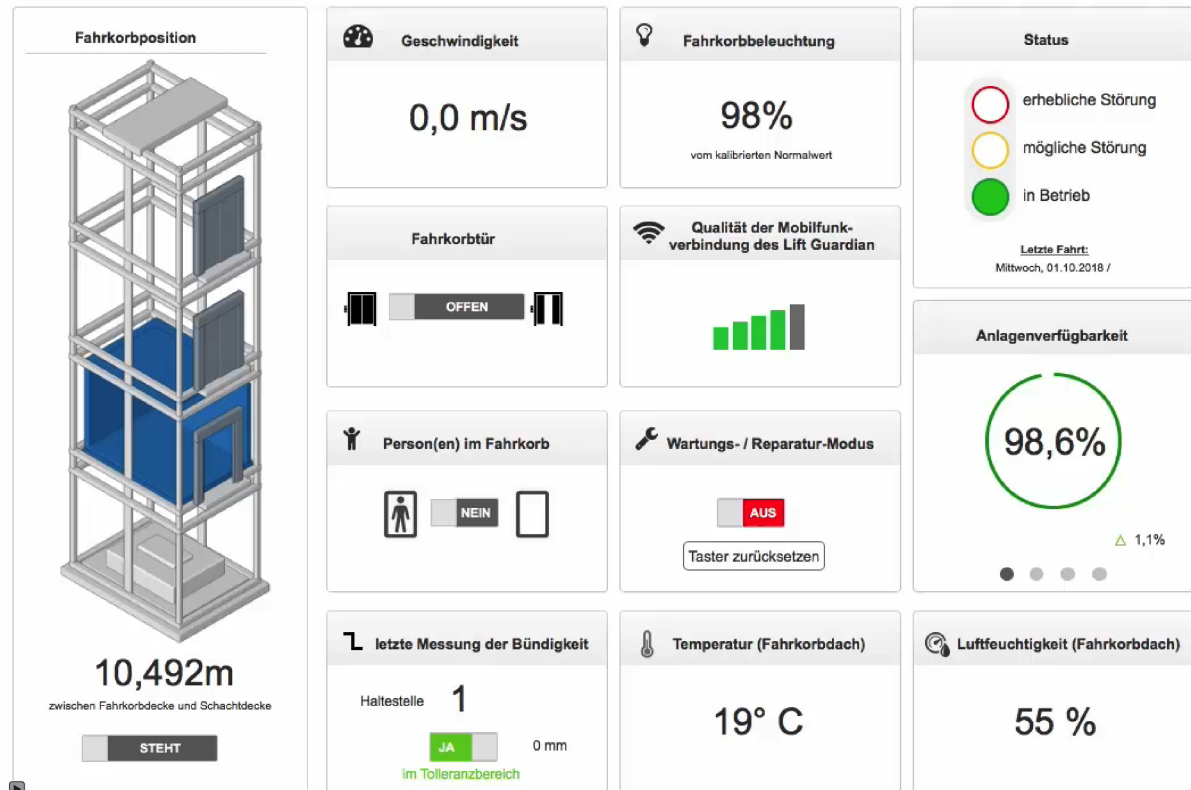 Fahrkorbposition
10,492m
zwischen Fahrkorbdecke und Schachtdecke
STEHT
Geschwindigkeit
0,0 m/s
Fahrkorbbeleuchtung
98%
vom kalibrierten Normalwert
Status
erhebliche Störung
mögliche Störung
in Betrieb
Letzte Fahrt:
Mittwoch, 01.10.2018 /
Fahrkorbtür
OFFEN
Qualität der Mobilfunk-
verbindung des Lift Guardian
Anlagenverfügbarkeit
98,6%
△ 1,1%
Person(en) im Fahrkorb
NEIN
Wartungs- / Reparatur-Modus
AUS
Taster zurücksetzen
letzte Messung der Bündigkeit
Haltestelle 1
JA 0 mm
im Tolleranzbereich
Temperatur (Fahrkorbdach)
19° C
Luftfeuchtigkeit (Fahrkorbdach)
55 %